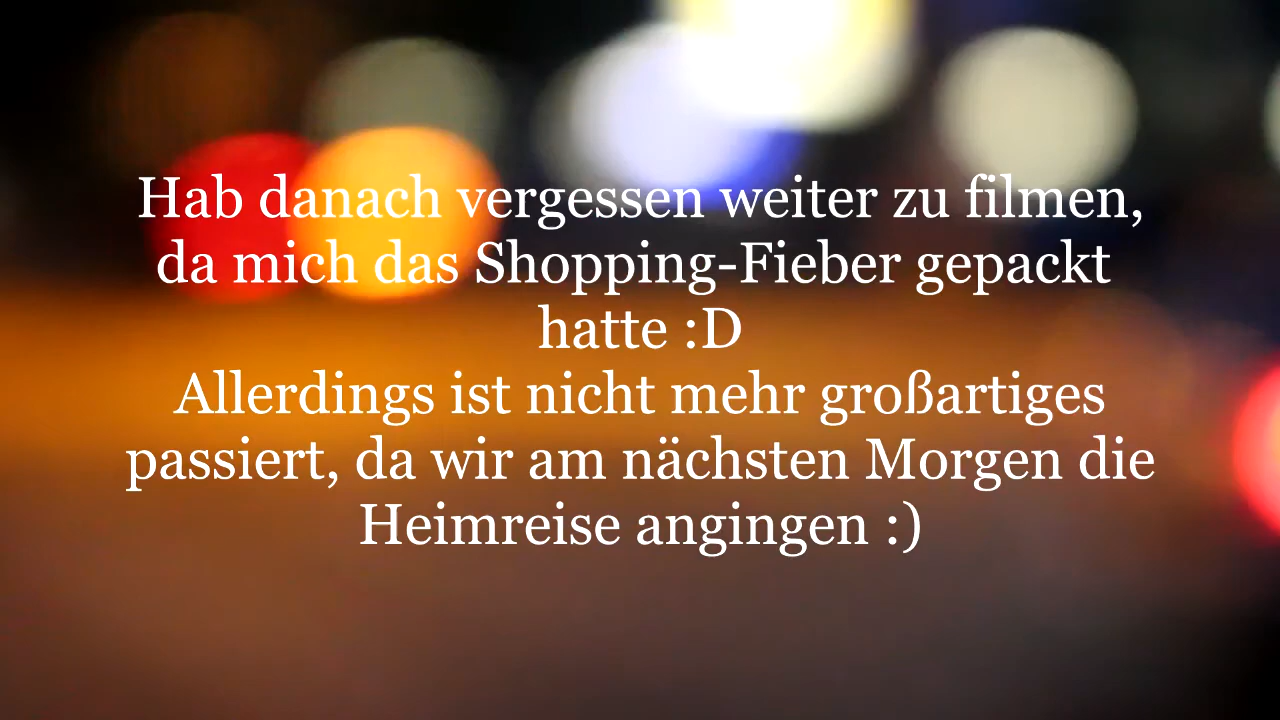 Hab danach vergessen weiter zu filmen,
da mich das Shopping-Fieber gepackt
hatte :D
Allerdings ist nicht mehr großartiges
passiert, da wir am nächsten Morgen die
Heimreise angingen :)